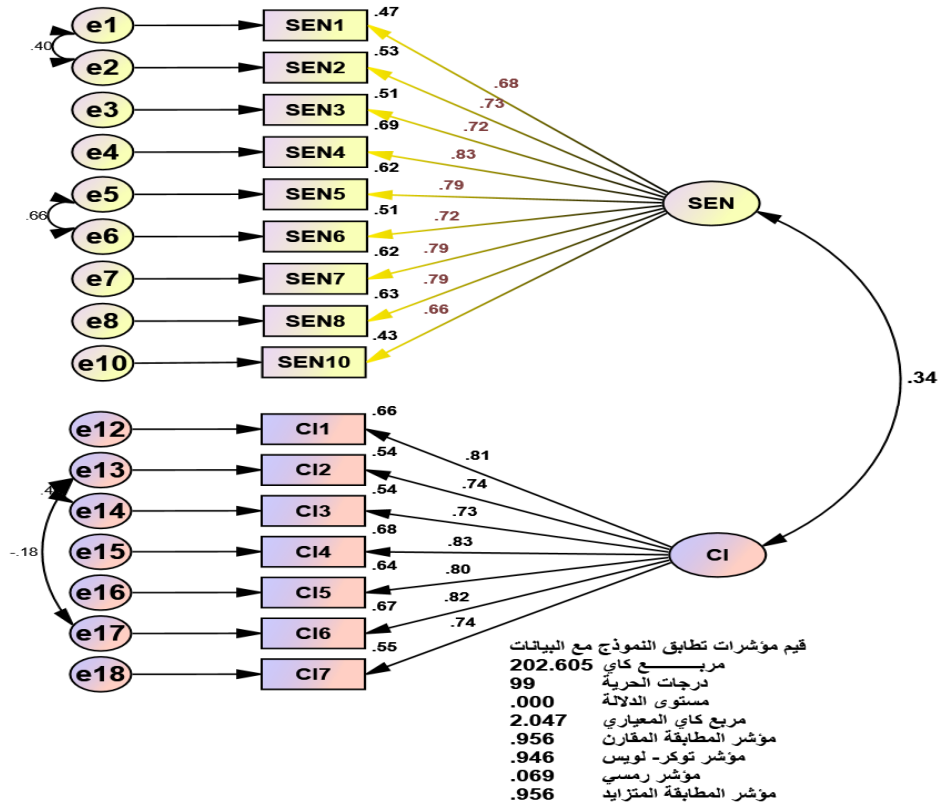 e1 SEN1 .47
.40
e2 SEN2 .53
e3 SEN3 .51
e4 SEN4 .69
e5 SEN5 .62
.66
e6 SEN6 .51
e7 SEN7 .62
e8 SEN8 .63
e10 SEN10 .43
.68
.73
.72
.83
.79
.72
.79
.79
.66
SEN
.34
e12 CI1 .66
e13 CI2 .54
e14 CI3 .54
e15 CI4 .68
-.18
e16 CI5 .64
e17 CI6 .67
e18 CI7 .55
.81
.74
.73
.83
.80
.82
.74
CI
قيم مؤشرات تطابق النموذج مع البيانات
مربـــــــع كاي 202.605
درجات الحرية 99
مستوى الدلالة .000
مربع كاي المعياري 2.047
مؤشر المطابقة المقارن .956
مؤشر توكر- لويس .946
مؤشر رمسي .069
مؤشر المطابقة المتزايد .956